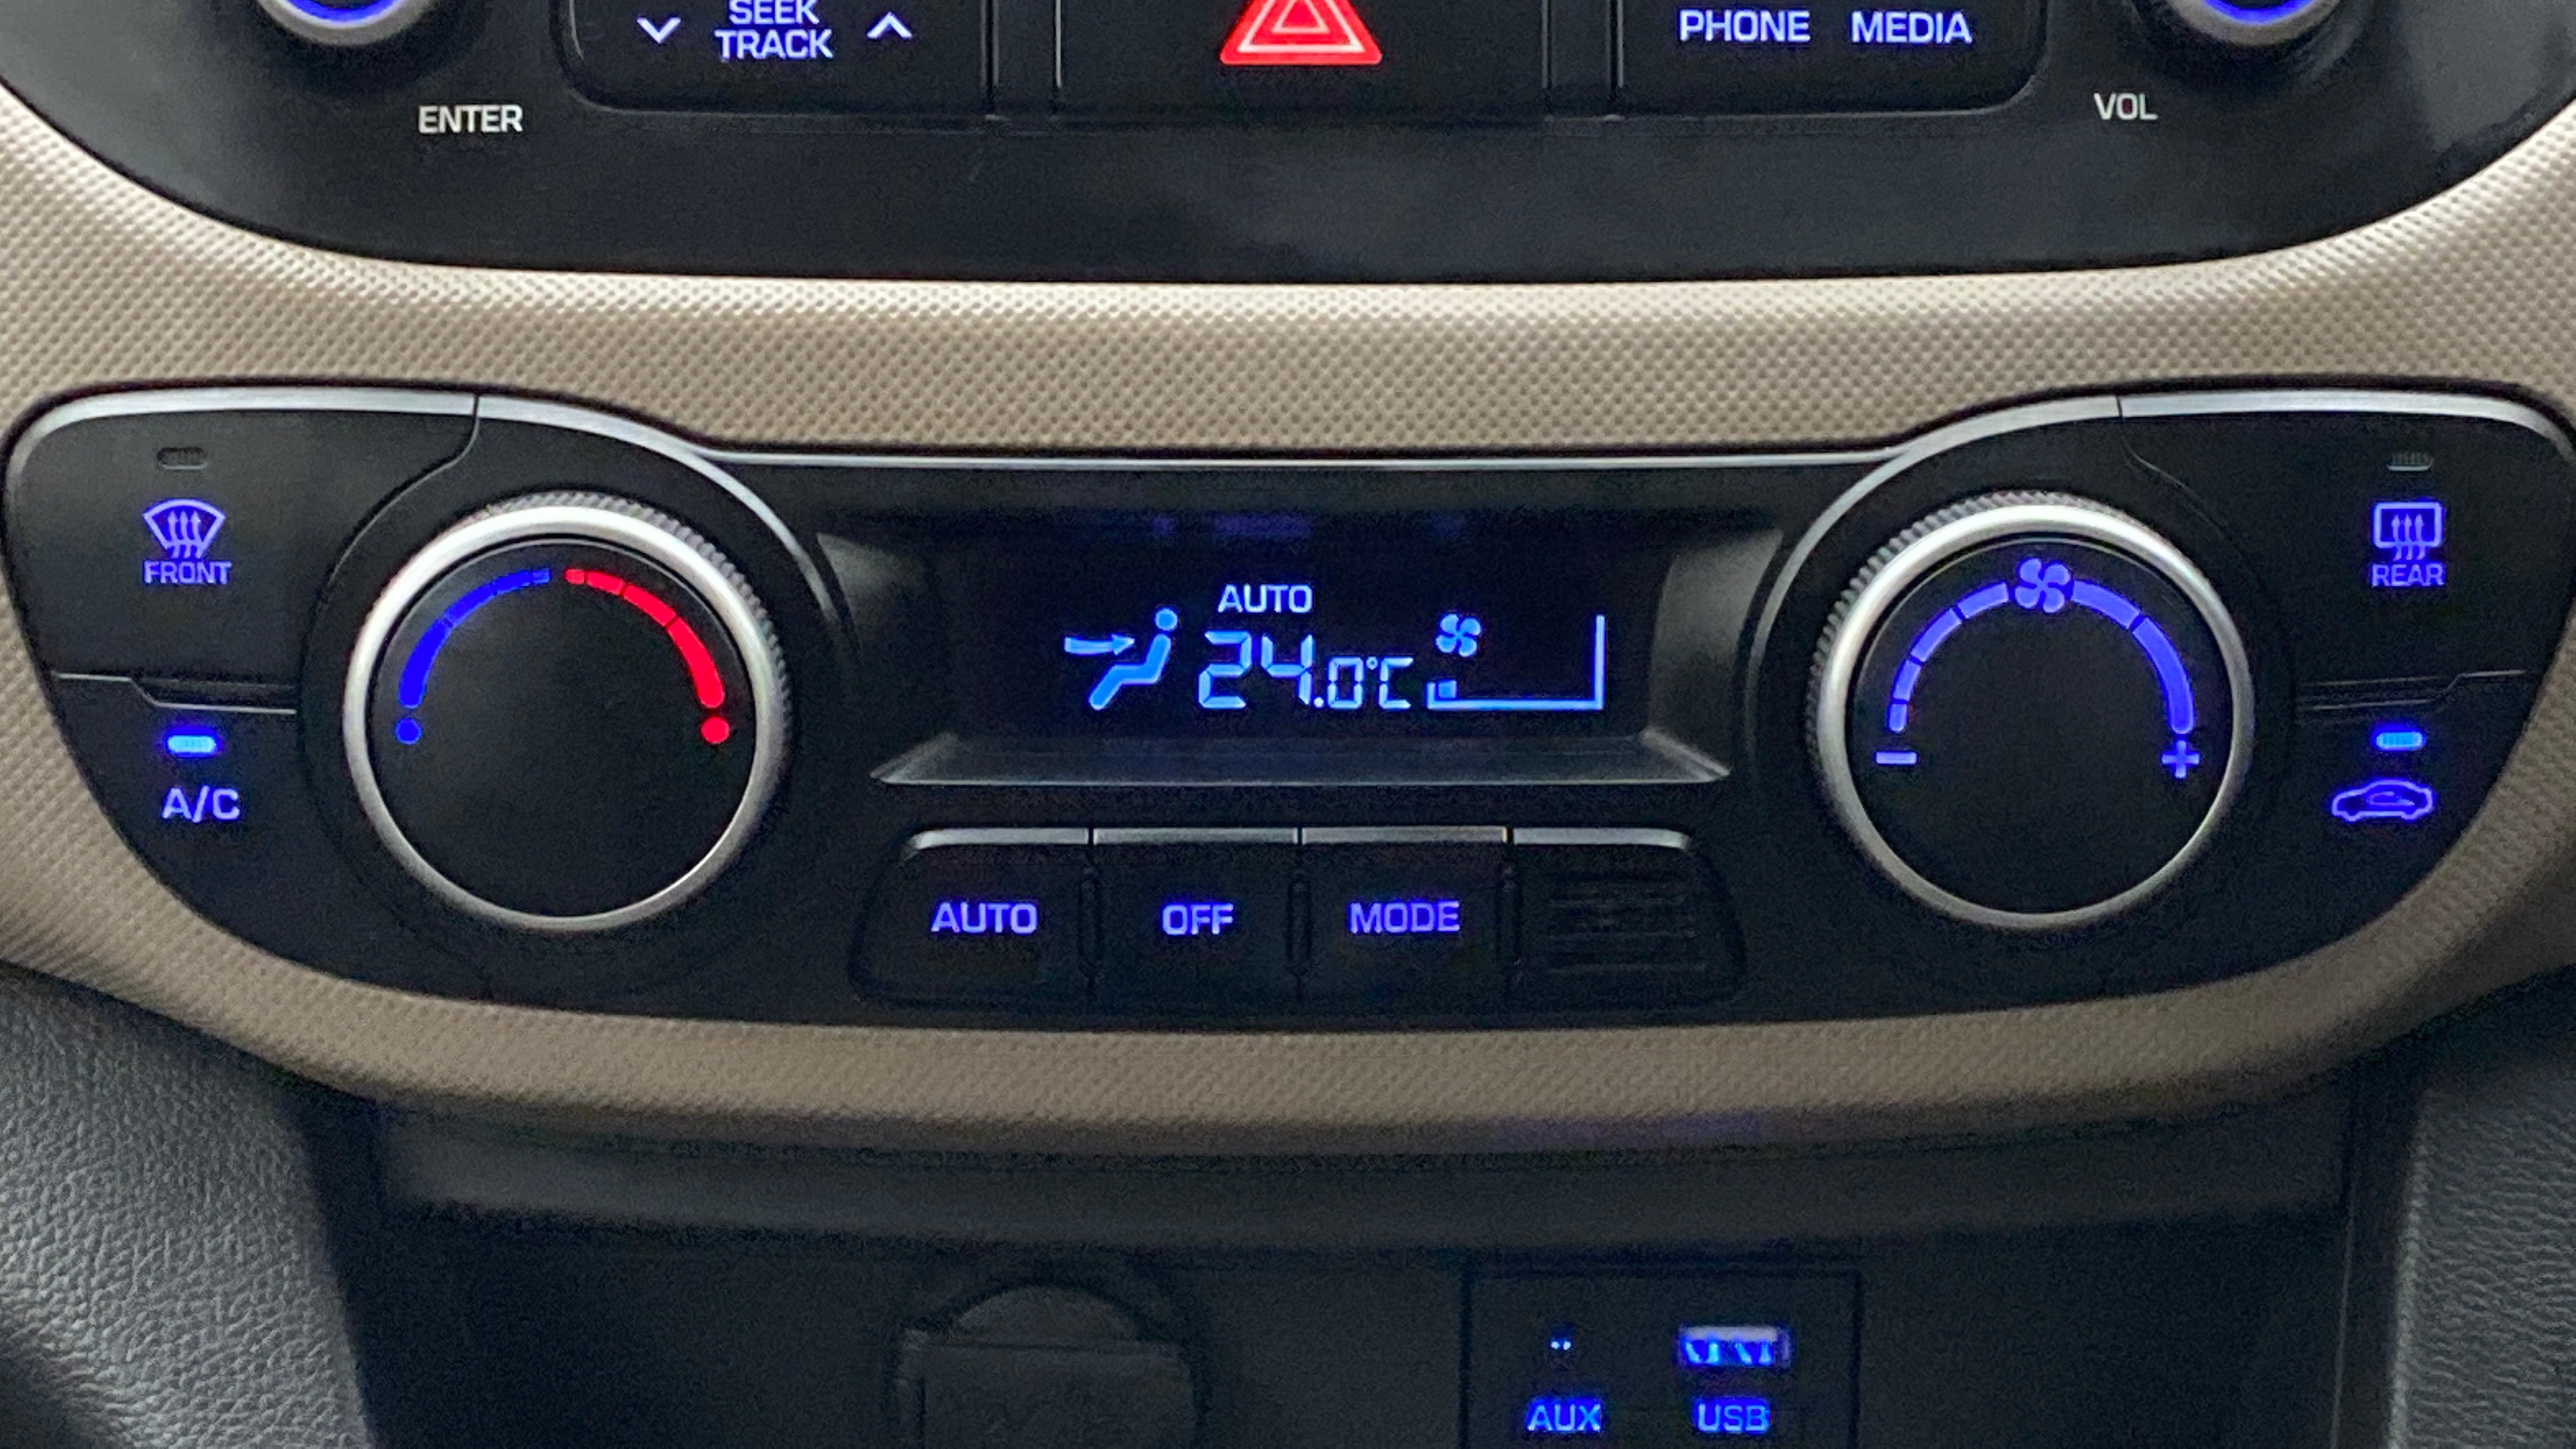 SEEK
TRACK
PHONE MEDIA
ENTER
VOL
FRONT
REAR
AUTO
24.0°C
A/C
AUTO OFF MODE
AUX USB